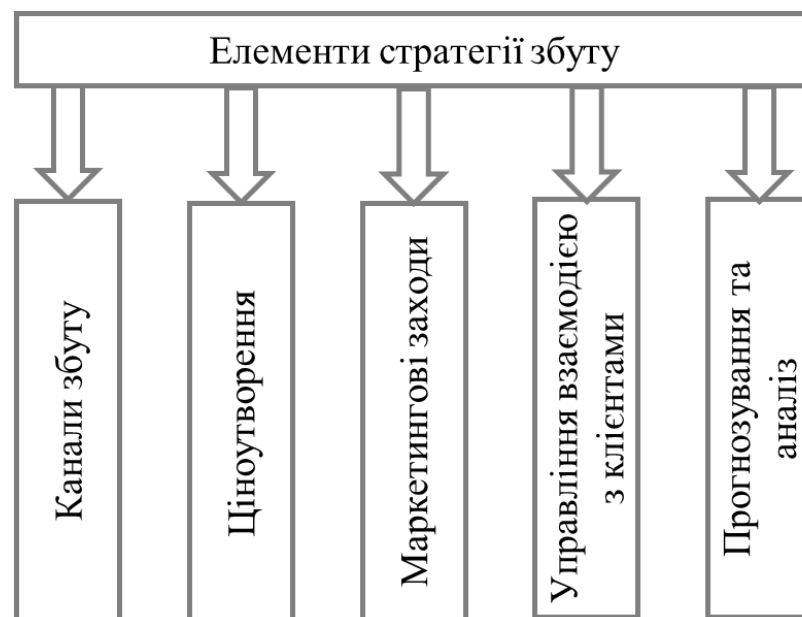 Елементи стратегії збуту
Канали збуту
Ціноутворення
Маркетингові заходи
Управління взаємодією
з клієнтами
Прогнозування та
аналіз